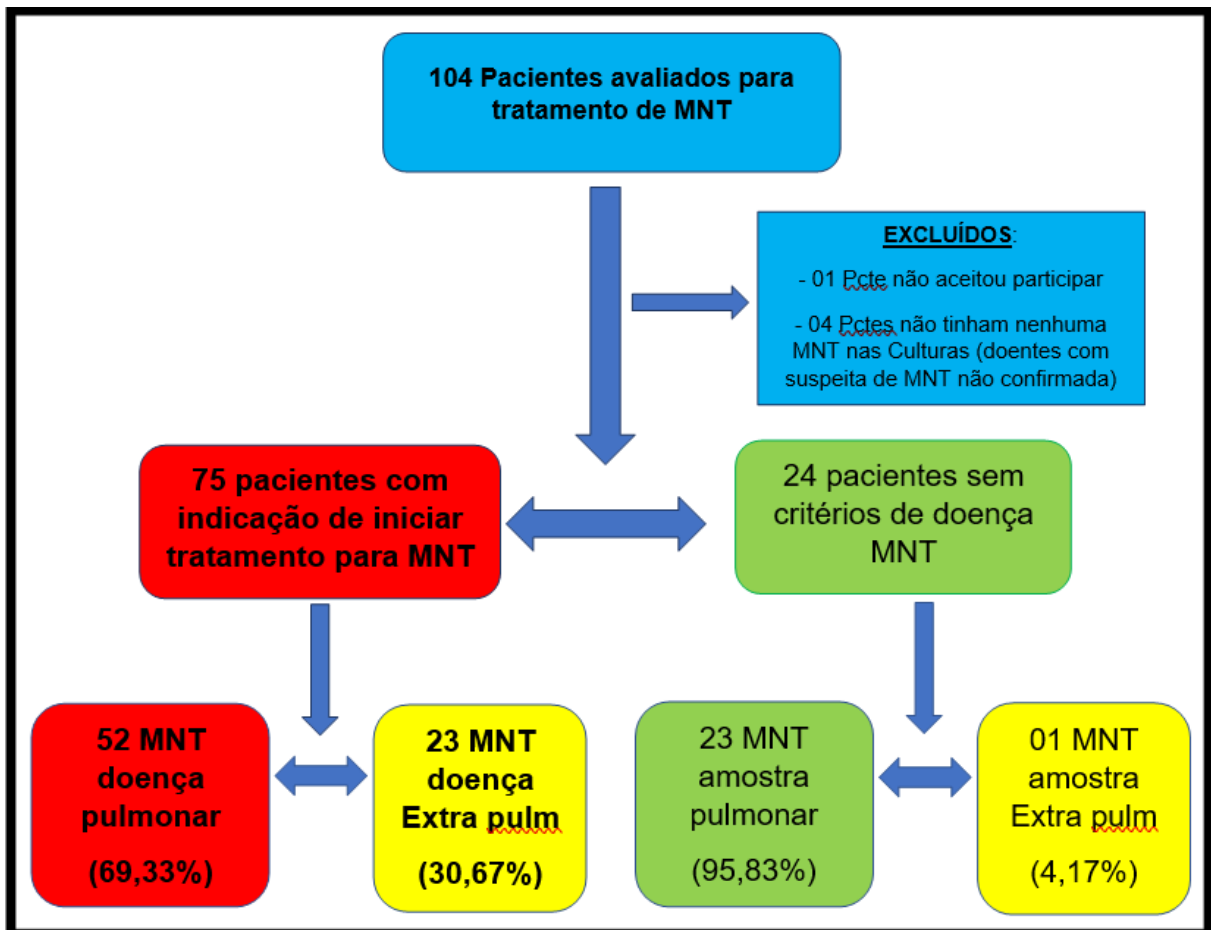 104 Pacientes avaliados para
tratamento de MNT
EXCLUÍDOS:
- 01 Pcte não aceitou participar
- 04 Pctes não tinham nenhuma
MNT nas Culturas (doentes com
suspeita de MNT não confirmada)
75 pacientes com
indicação de iniciar
tratamento para MNT
24 pacientes sem
critérios de doença
MNT
52 MNT
doença
pulmonar
(69,33%)
23 MNT
doença
Extra pulm
(30,67%)
23 MNT
amostra
pulmonar
(95,83%)
01 MNT
amostra
Extra pulm
(4,17%)